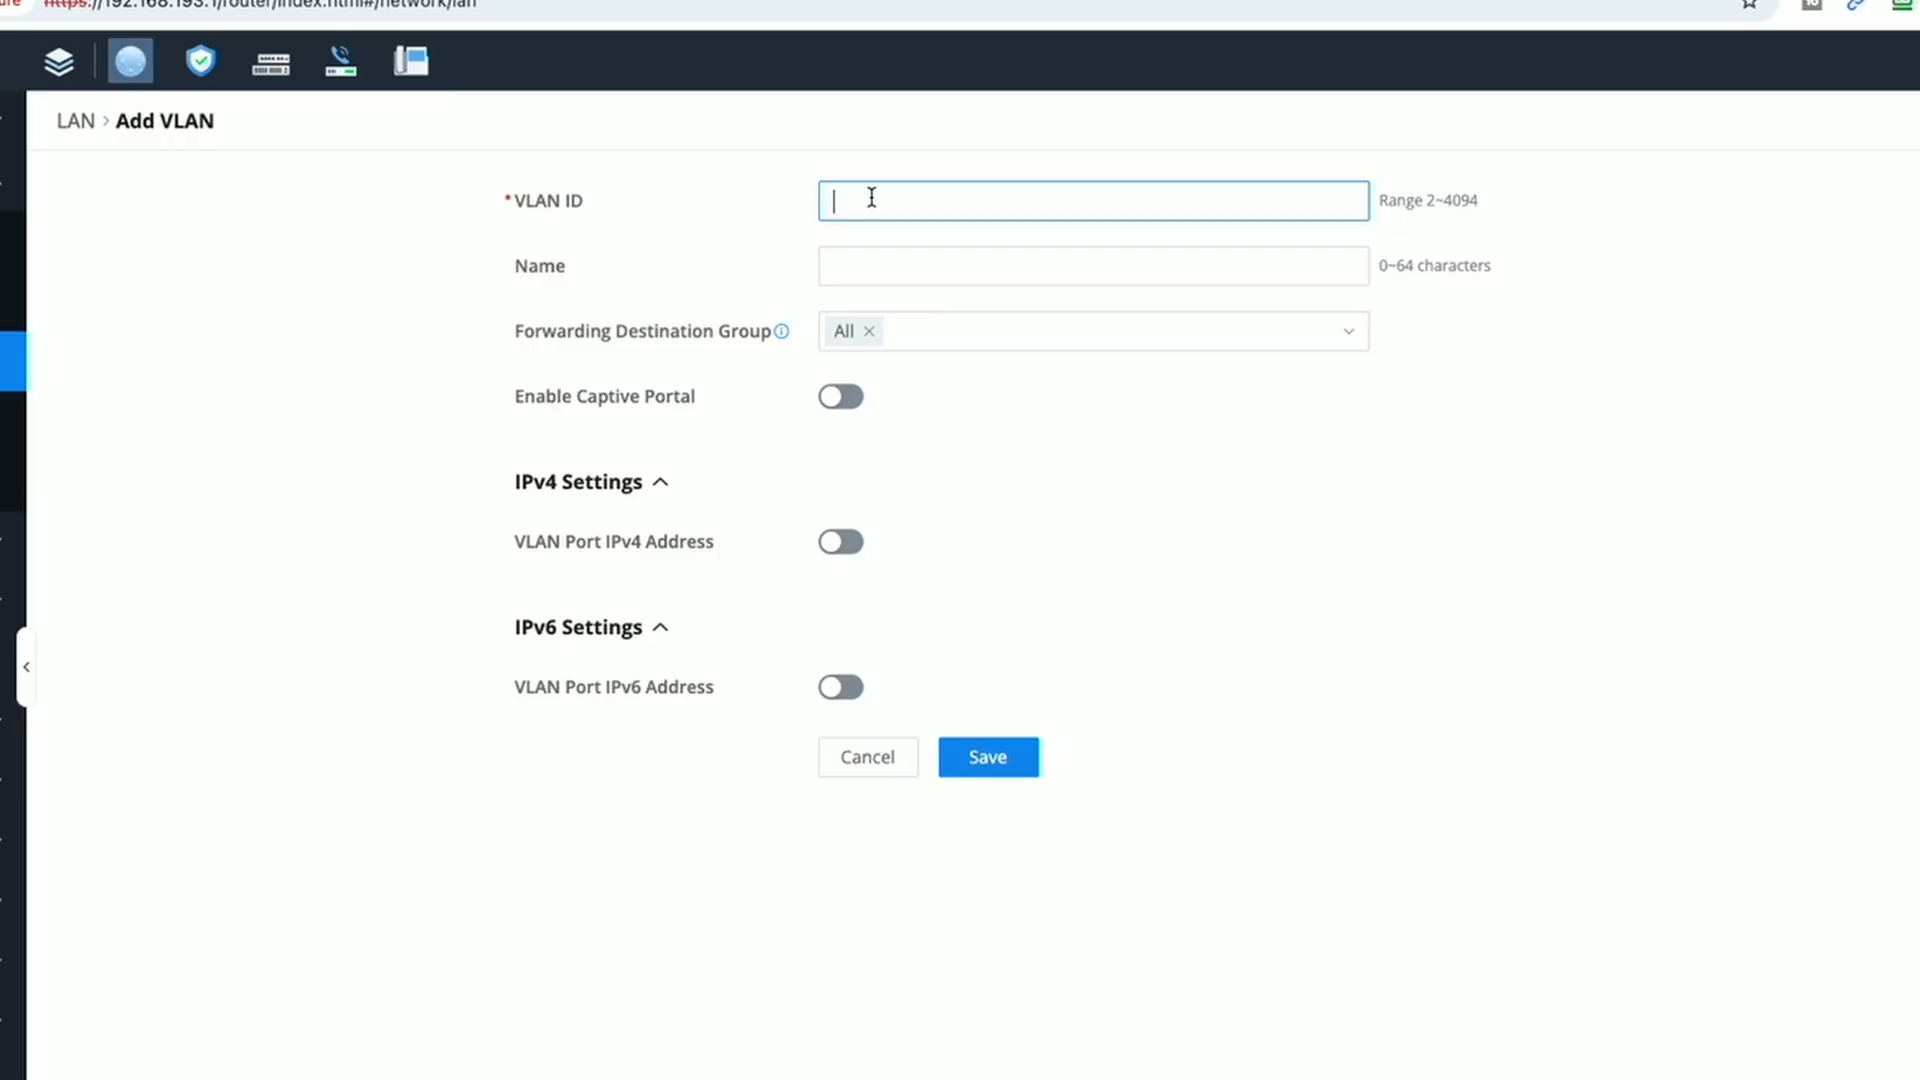 https://192.168.193.1/router/index.html#/network/lan
LAN > Add VLAN
* VLAN ID
Range 2~4094
Name
0~64 characters
Forwarding Destination Group
All
Enable Captive Portal
IPv4 Settings
VLAN Port IPv4 Address
IPv6 Settings
VLAN Port IPv6 Address
Cancel
Save